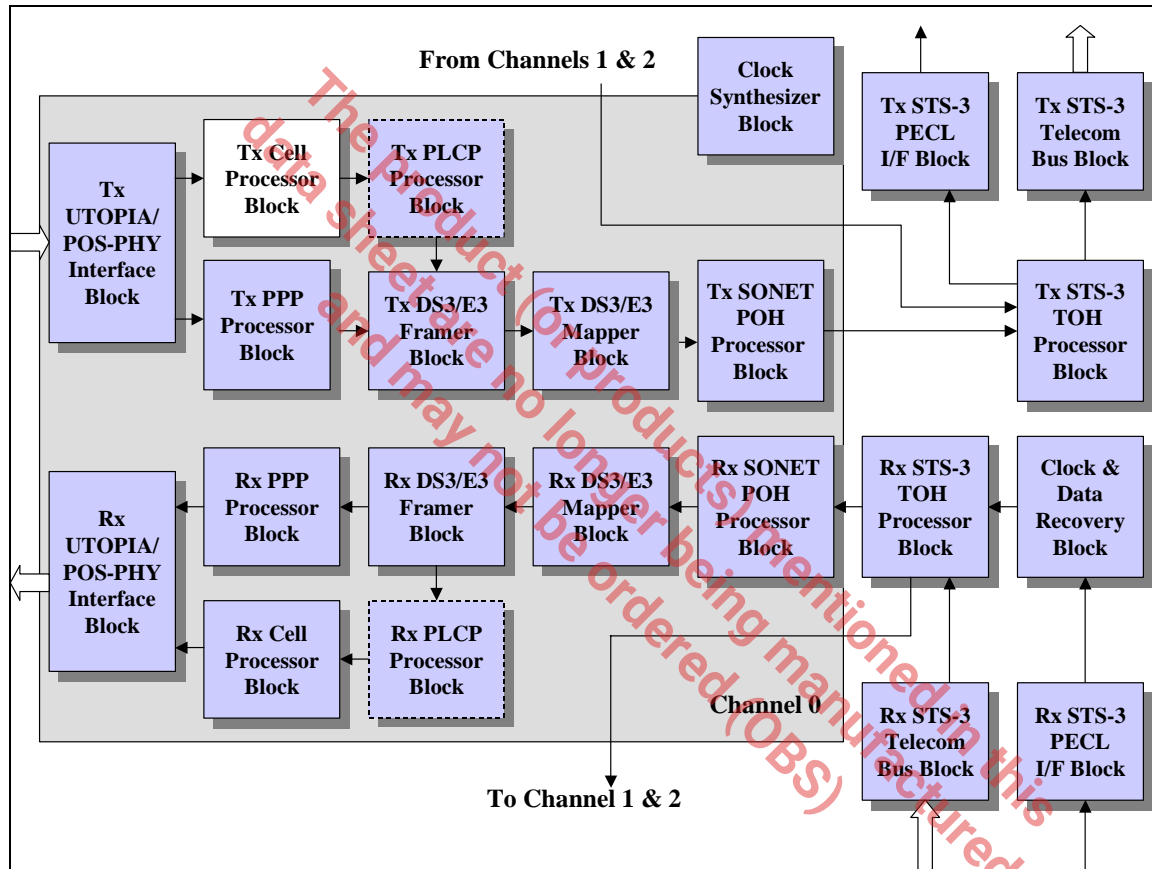 From Channels 1 & 2
Clock
Synthesizer
Block
Tx STS-3
PECL
I/F Block
Tx STS-3
Telecom
Bus Block
Tx
UTOPIA/
POS-PHY
Interface
Block
Tx Cell
Processor
Block
Tx PLCP
Processor
Block
Tx PPP
Processor
Block
Tx DS3/E3
Framer
Block
Tx DS3/E3
Mapper
Block
Tx SONET
POH
Processor
Block
Tx STS-3
TOH
Processor
Block
Rx
UTOPIA/
POS-PHY
Interface
Block
Rx PPP
Processor
Block
Rx DS3/E3
Framer
Block
Rx DS3/E3
Mapper
Block
Rx SONET
POH
Processor
Block
Rx STS-3
TOH
Processor
Block
Clock &
Data
Recovery
Block
Rx Cell
Processor
Block
Rx PLCP
Processor
Block
Channel 0
Rx STS-3
Telecom
Bus Block
Rx STS-3
PECL
I/F Block
To Channel 1 & 2
The product (or products) mentioned in this
data sheet are no longer being manufactured
and may not be ordered (OBS)